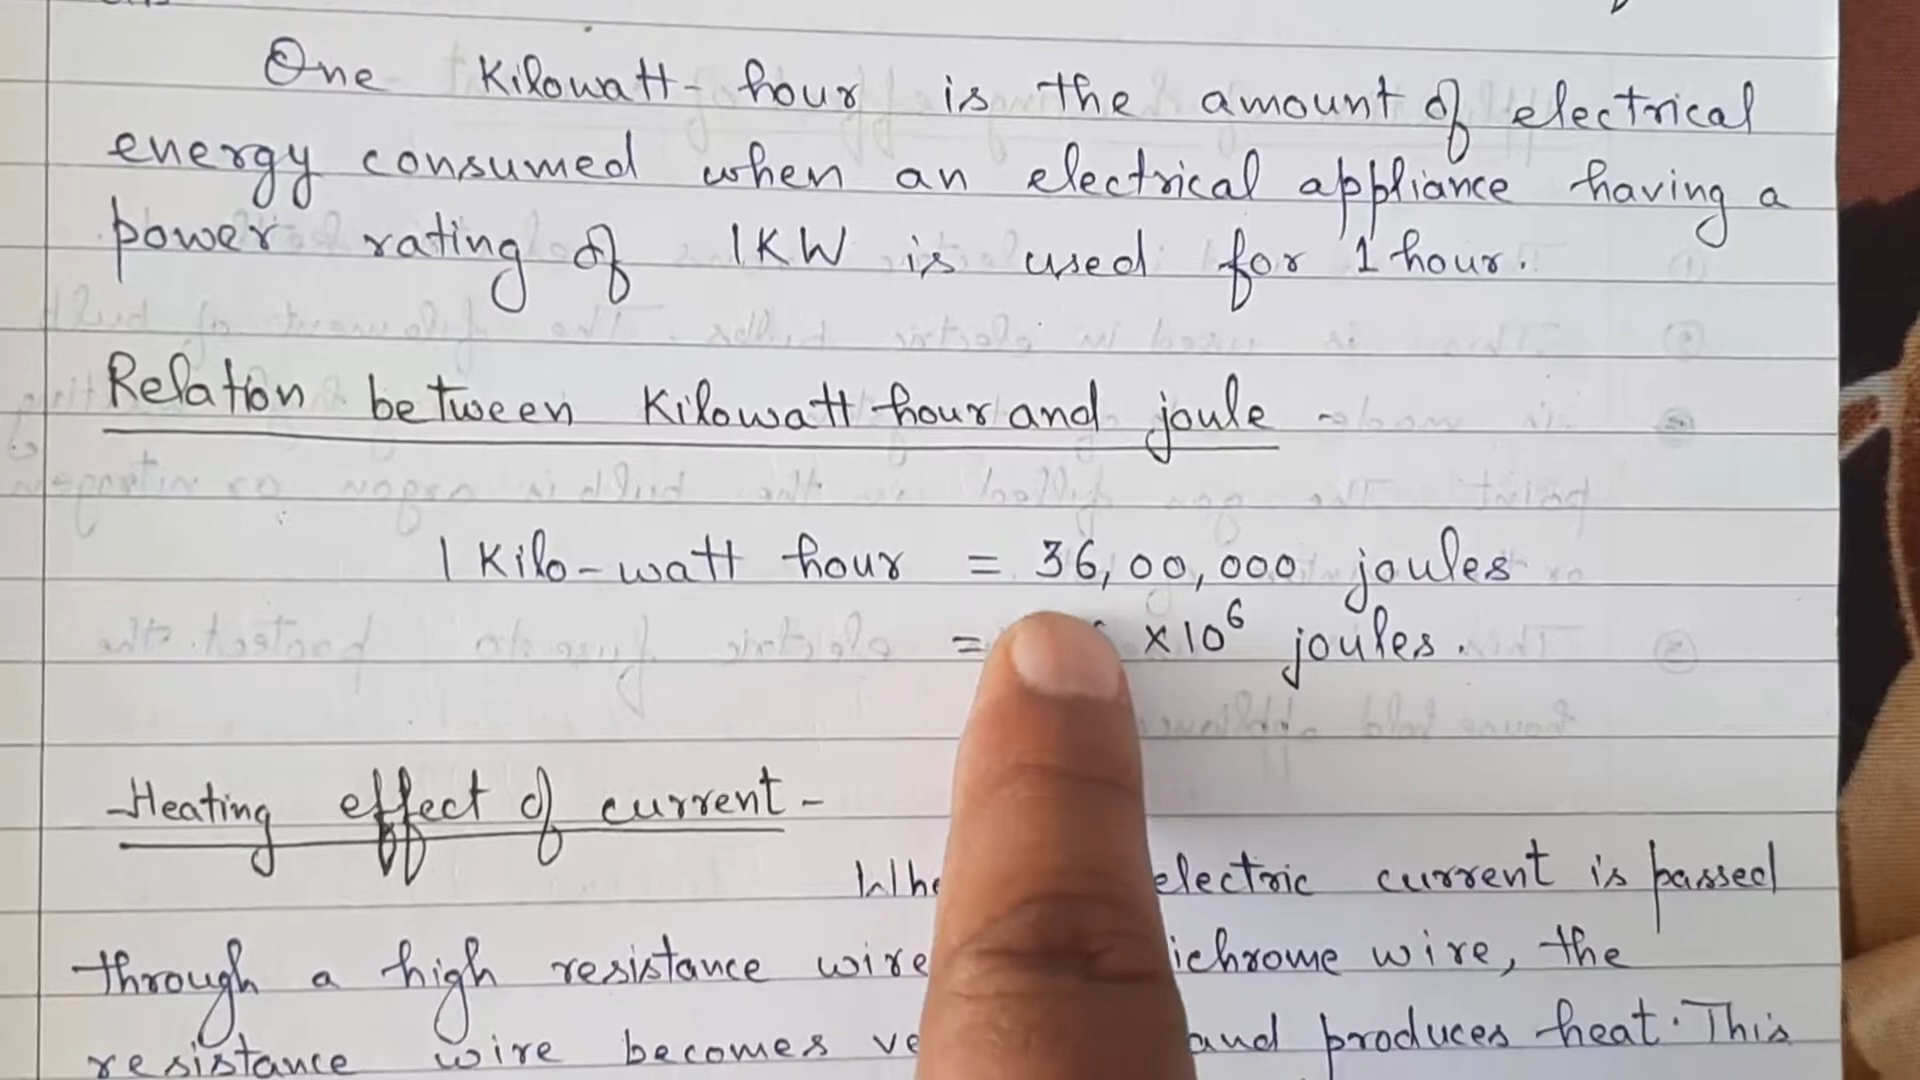 One Kilowatt-hour is the amount of electrical
energy consumed when an electrical appliance having a
power rating of 1KW is used for 1 hour.
Relation between Kilowatt hour and joule -
1 Kilo-watt hour = 36,00,000 joules
= ×10⁶ joules.
Heating effect of current -
electric current is passed
through a high resistance wire wire, the
resistance wire becomes and produces heat. This